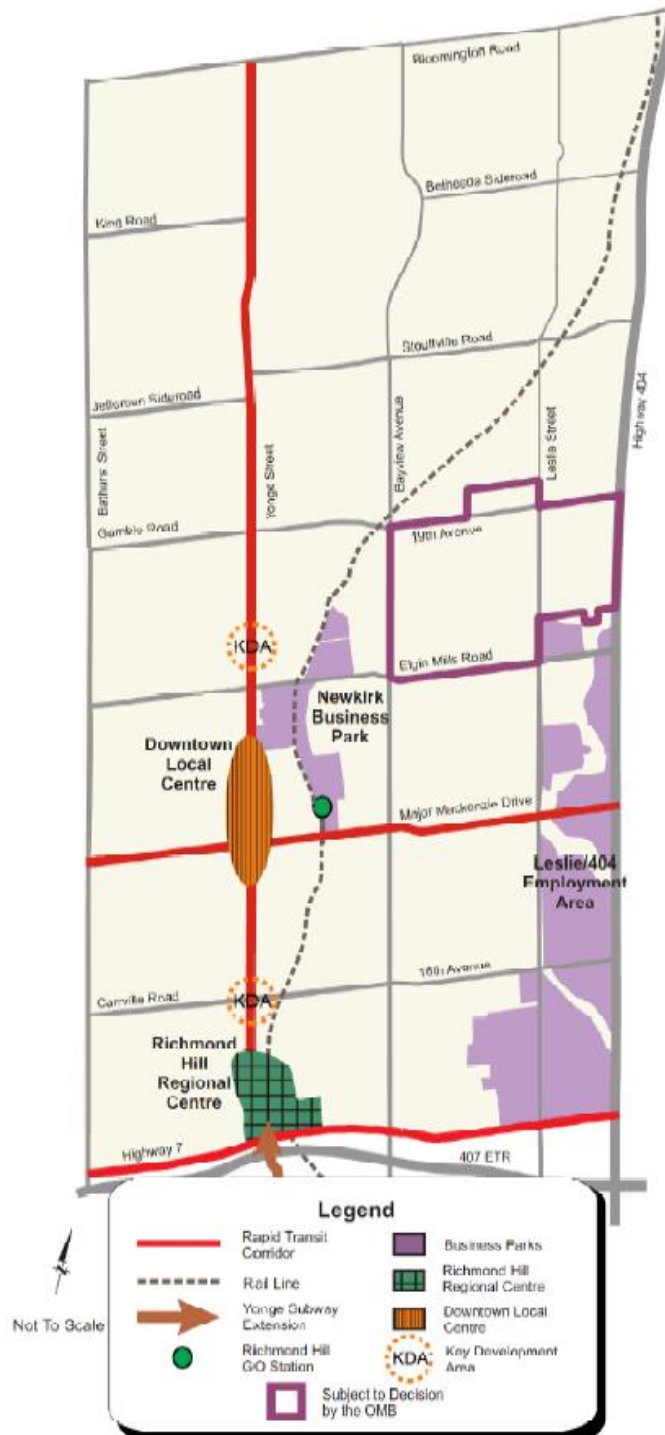 Bloomington Road
Bethesda Sideroad
King Road
Stouffville Road
Jefferson Sideroad
Bathurst Street
Yonge Street
Bayview Avenue
Leslie Street
Highway 404
Gamble Road
19th Avenue
KDA
Elgin Mills Road
Newkirk
Business
Park
Downtown
Local
Centre
Major Mackenzie Drive
Leslie/404
Employment
Area
16th Avenue
Carrville Road
KDA
Richmond
Hill
Regional
Centre
Highway 7
407 ETR
Legend
Rapid Transit
Corridor
Business Parks
Rail Line
Richmond Hill
Regional Centre
Yonge Subway
Extension
Downtown Local
Centre
Richmond Hill
GO Station
KDA
Key Development
Area
Subject to Decision
by the OMB
Not To Scale